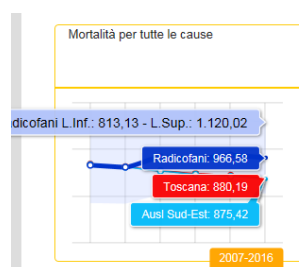 Mortalità per tutte le cause
adicofani L.Inf.: 813,13 - L.Sup.: 1.120,02
Radicofani: 966,58
Toscana: 880,19
Ausl Sud-Est: 875,42
2007-2016